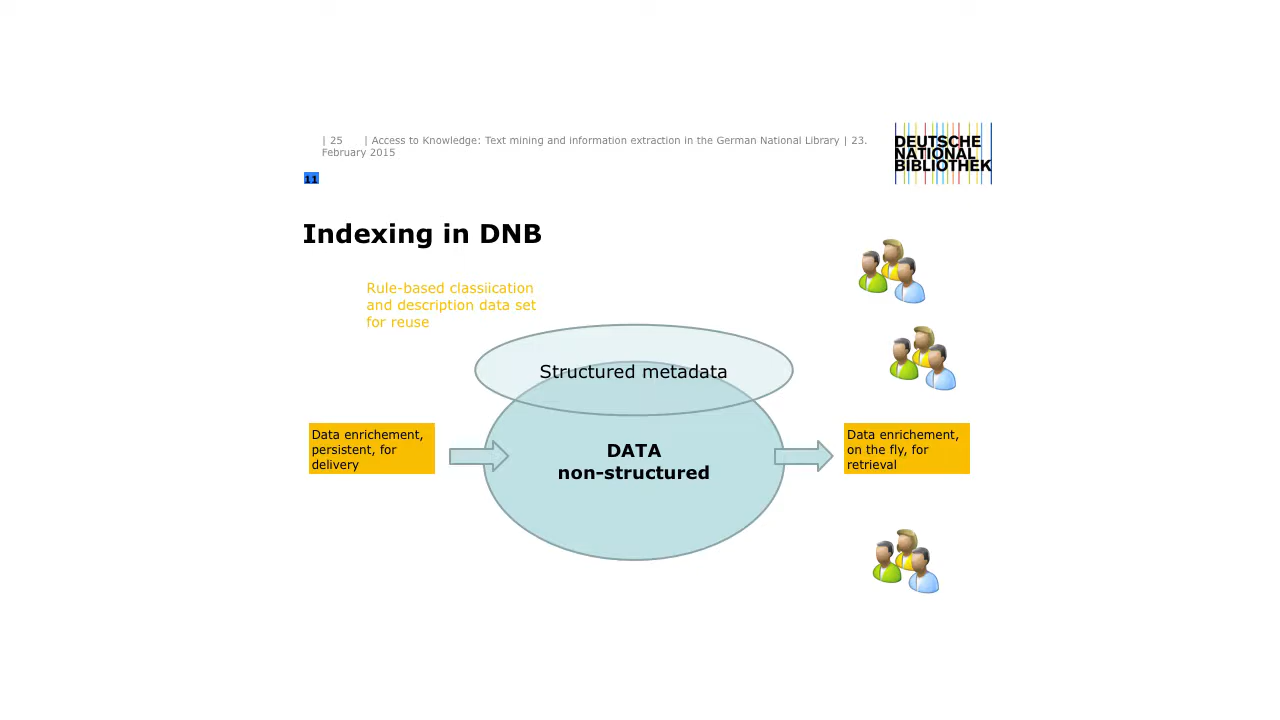 | 25 | Access to Knowledge: Text mining and information extraction in the German National Library | 23.
February 2015
DEUTSCHE
NATIONAL
BIBLIOTHEK
11
Indexing in DNB
Rule-based classiication
and description data set
for reuse
Structured metadata
Data enrichement,
persistent, for
delivery
DATA
non-structured
Data enrichement,
on the fly, for
retrieval